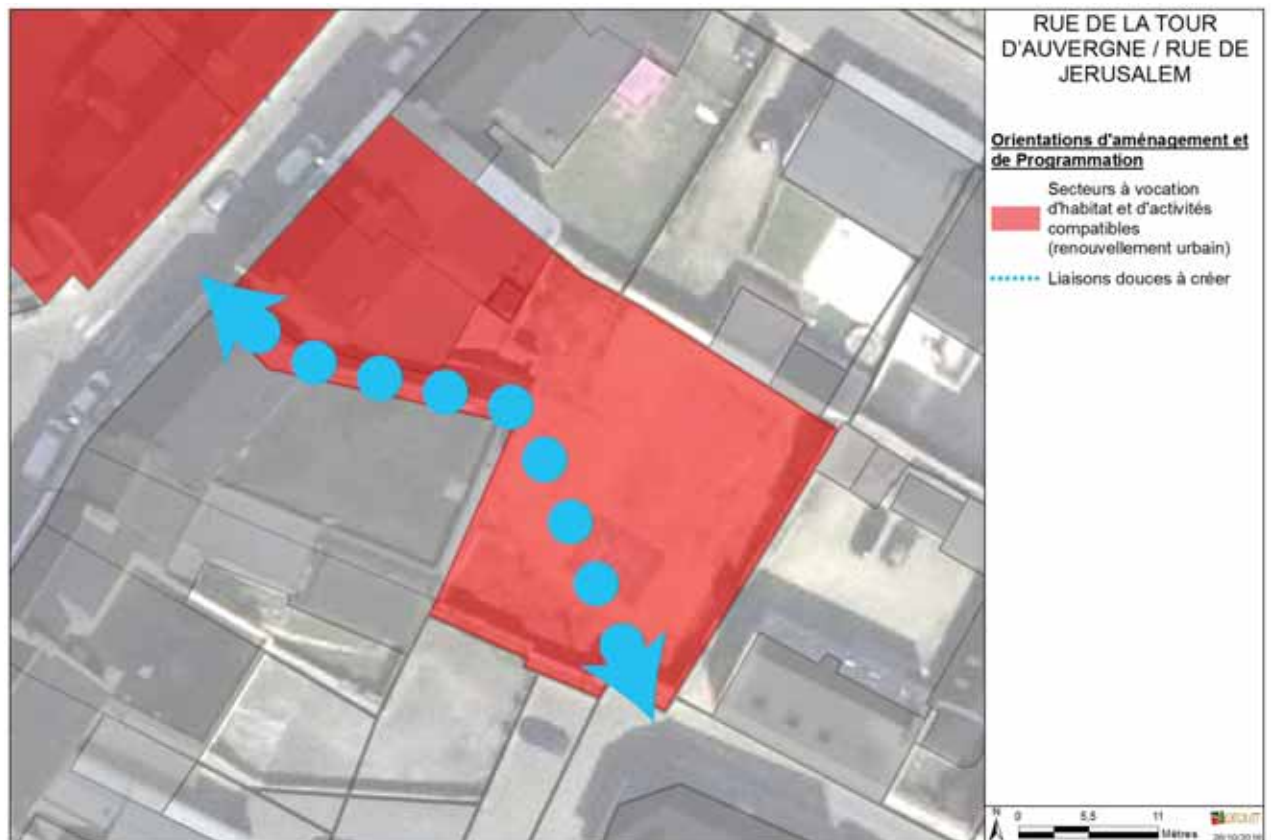 RUE DE LA TOUR
D'AUVERGNE / RUE DE
JERUSALEM
Orientations d'aménagement et
de Programmation
Secteurs à vocation
d'habitat et d'activités
compatibles
(renouvellement urbain)
Liaisons douces à créer
N
0 5,5 11
Mètres